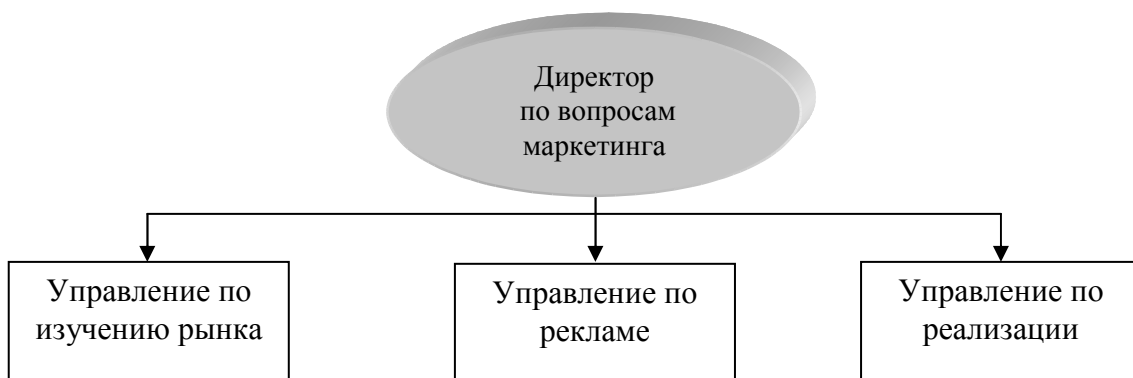 Директор
по вопросам
маркетинга
Управление по
изучению рынка
Управление по
рекламе
Управление по
реализации